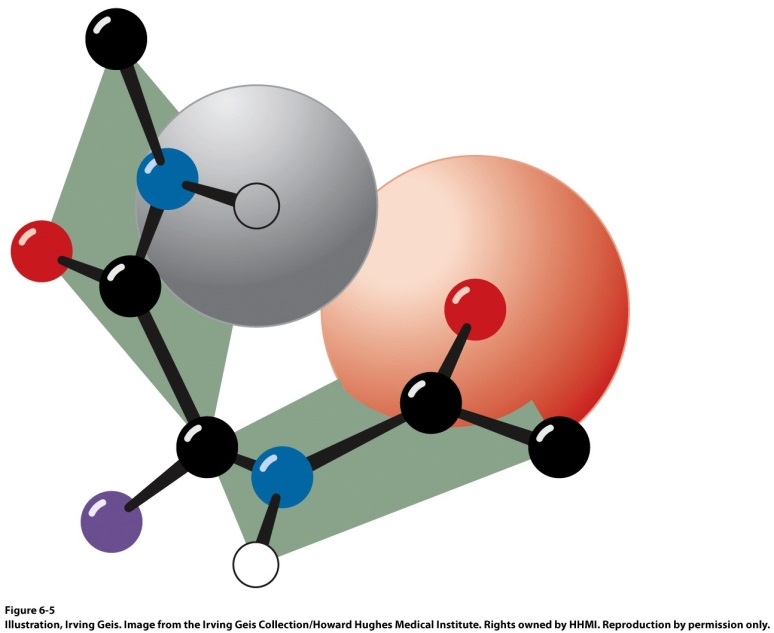 Figure 6-5
Illustration, Irving Geis. Image from the Irving Geis Collection/Howard Hughes Medical Institute. Rights owned by HHMI. Reproduction by permission only.